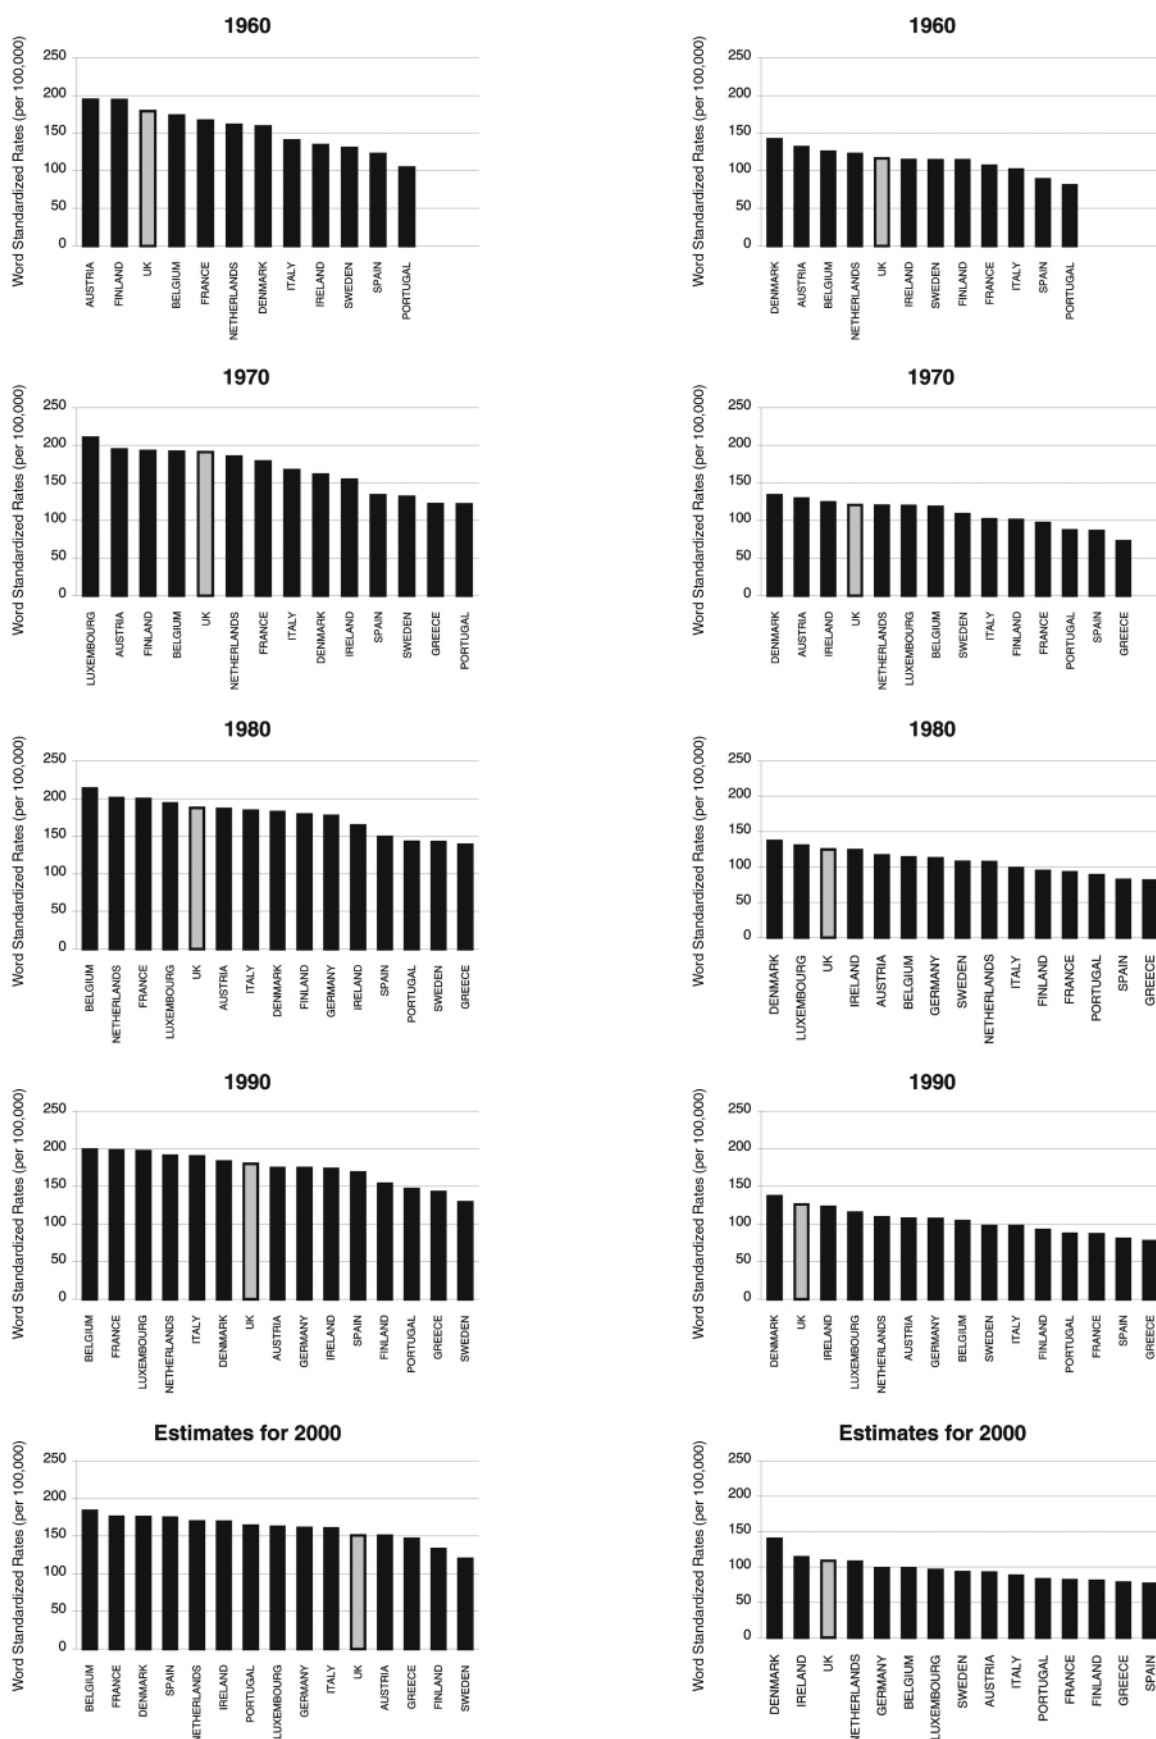 1960
Word Standardized Rates (per 100,000)
250
200
150
100
50
0
AUSTRIA
FINLAND
UK
BELGIUM
FRANCE
NETHERLANDS
DENMARK
ITALY
IRELAND
SWEDEN
SPAIN
PORTUGAL
1960
Word Standardized Rates (per 100,000)
250
200
150
100
50
0
DENMARK
AUSTRIA
BELGIUM
NETHERLANDS
UK
IRELAND
SWEDEN
FINLAND
FRANCE
ITALY
SPAIN
PORTUGAL
1970
Word Standardized Rates (per 100,000)
250
200
150
100
50
0
LUXEMBOURG
AUSTRIA
FINLAND
BELGIUM
UK
NETHERLANDS
FRANCE
ITALY
DENMARK
IRELAND
SPAIN
SWEDEN
GREECE
PORTUGAL
1970
Word Standardized Rates (per 100,000)
250
200
150
100
50
0
DENMARK
AUSTRIA
IRELAND
UK
NETHERLANDS
LUXEMBOURG
BELGIUM
SWEDEN
ITALY
FINLAND
FRANCE
PORTUGAL
SPAIN
GREECE
1980
Word Standardized Rates (per 100,000)
250
200
150
100
50
0
BELGIUM
NETHERLANDS
FRANCE
LUXEMBOURG
UK
AUSTRIA
ITALY
DENMARK
FINLAND
GERMANY
IRELAND
SPAIN
PORTUGAL
SWEDEN
GREECE
1980
Word Standardized Rates (per 100,000)
250
200
150
100
50
0
DENMARK
LUXEMBOURG
UK
IRELAND
AUSTRIA
BELGIUM
GERMANY
SWEDEN
NETHERLANDS
ITALY
FINLAND
FRANCE
PORTUGAL
SPAIN
GREECE
1990
Word Standardized Rates (per 100,000)
250
200
150
100
50
0
BELGIUM
FRANCE
LUXEMBOURG
NETHERLANDS
ITALY
DENMARK
UK
AUSTRIA
GERMANY
IRELAND
SPAIN
FINLAND
PORTUGAL
GREECE
SWEDEN
1990
Word Standardized Rates (per 100,000)
250
200
150
100
50
0
DENMARK
UK
IRELAND
LUXEMBOURG
NETHERLANDS
AUSTRIA
GERMANY
BELGIUM
SWEDEN
ITALY
FINLAND
PORTUGAL
FRANCE
SPAIN
GREECE
Estimates for 2000
Word Standardized Rates (per 100,000)
250
200
150
100
50
0
BELGIUM
FRANCE
DENMARK
SPAIN
NETHERLANDS
IRELAND
PORTUGAL
LUXEMBOURG
GERMANY
ITALY
UK
AUSTRIA
GREECE
FINLAND
SWEDEN
Estimates for 2000
Word Standardized Rates (per 100,000)
250
200
150
100
50
0
DENMARK
IRELAND
UK
NETHERLANDS
GERMANY
BELGIUM
LUXEMBOURG
SWEDEN
AUSTRIA
ITALY
PORTUGAL
FRANCE
FINLAND
GREECE
SPAIN